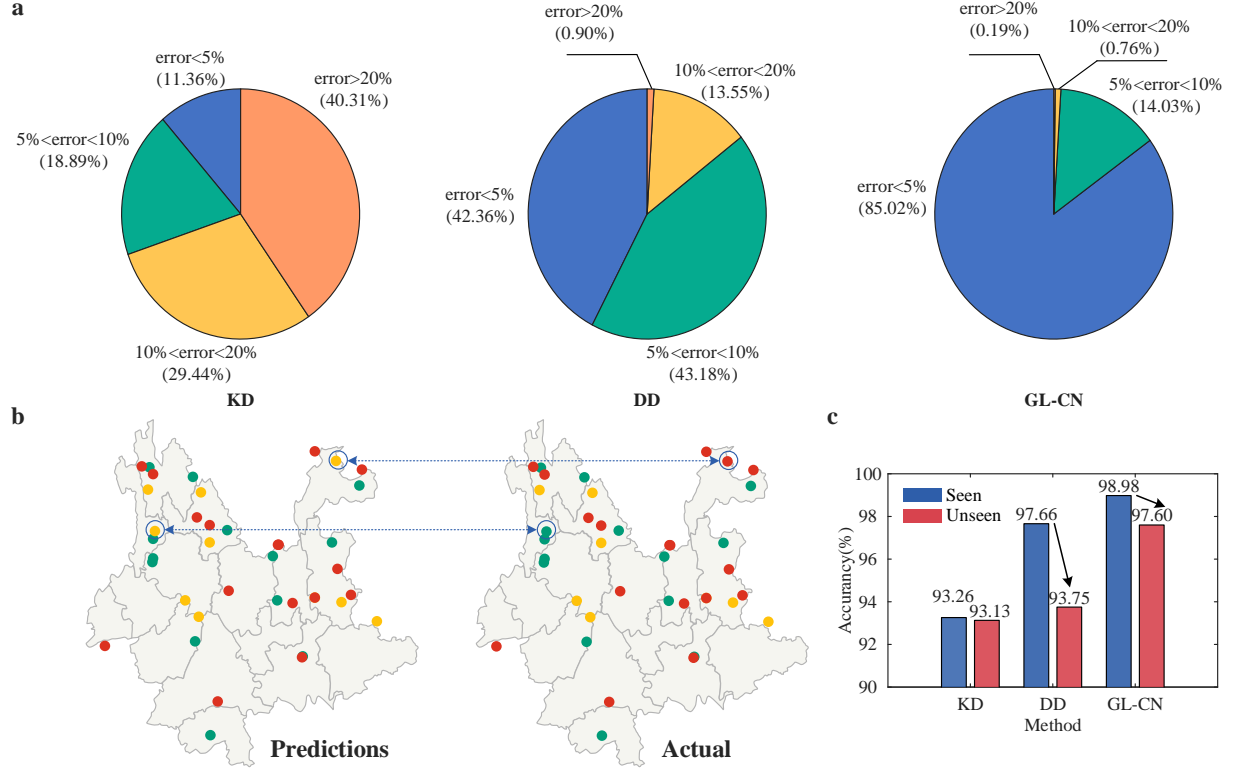 a
error<5%
(11.36%)
error>20%
(40.31%)
5%<error<10%
(18.89%)
10%<error<20%
(29.44%)
KD
error>20%
(0.90%)
10%<error<20%
(13.55%)
error<5%
(42.36%)
5%<error<10%
(43.18%)
DD
error>20%
(0.19%)
10%<error<20%
(0.76%)
5%<error<10%
(14.03%)
error<5%
(85.02%)
GL-CN
b
Predictions
Actual
c
Accurancy(%)
100
98
96
94
92
90
Seen
Unseen
93.26
93.13
97.66
93.75
98.98
97.60
KD
DD
GL-CN
Method